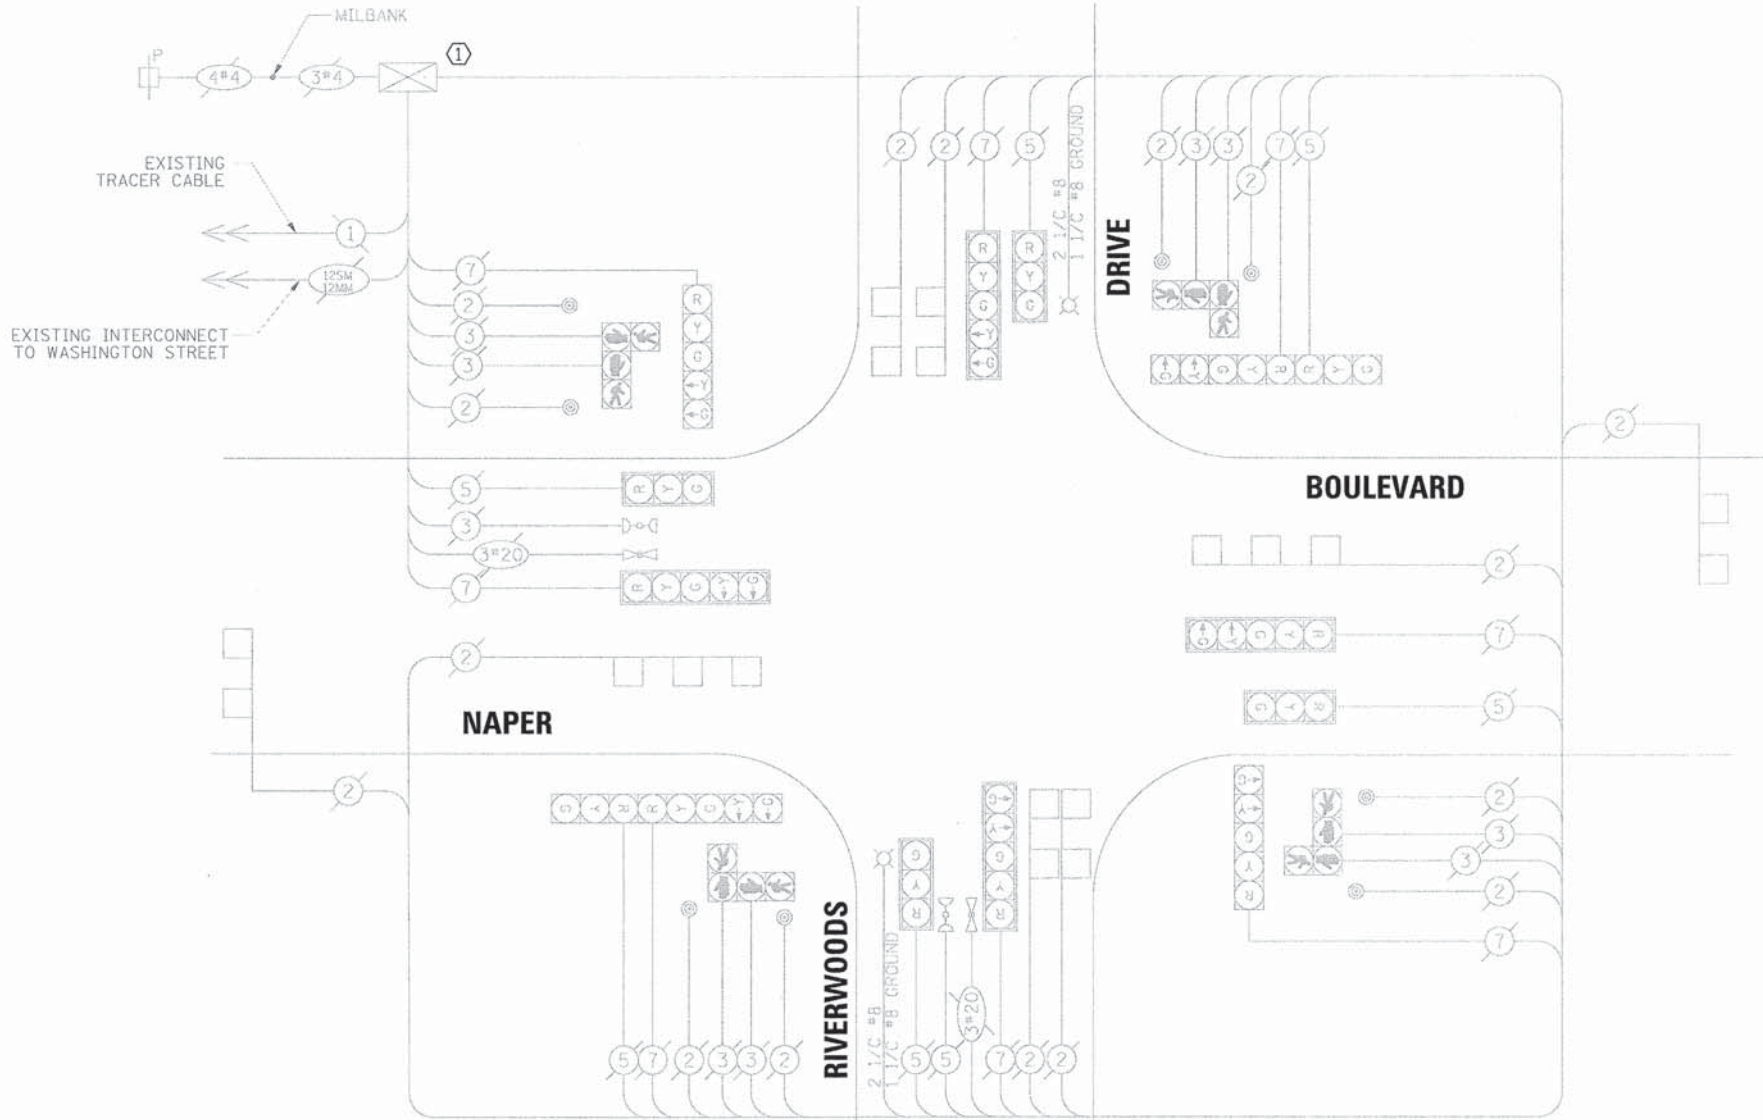 MILBANK
P
4#4
3#4
1
EXISTING
TRACER CABLE
1
12SM
12MM
EXISTING INTERCONNECT
TO WASHINGTON STREET
7
2
3
3
2
R
Y
G
Y
G
5
R Y G
3
3#20
7
R Y G Y G
2
NAPER
2
2
2
7
5
R
Y
G
Y
G
R
Y
G
2 1/C #8
1 1/C #8 GROUND
DRIVE
2
3
3
2
7
5
G Y G Y R R Y G
BOULEVARD
2
2
G Y G Y R
7
G Y R
5
G
Y
G
Y
R
2
3
3
2
7
G Y R R Y G Y G
5
7
2
3
3
2
RIVERWOODS
2 1/C #8
1 1/C #8 GROUND
G
Y
R
5
5
3#20
G
Y
G
Y
R
7
2
2